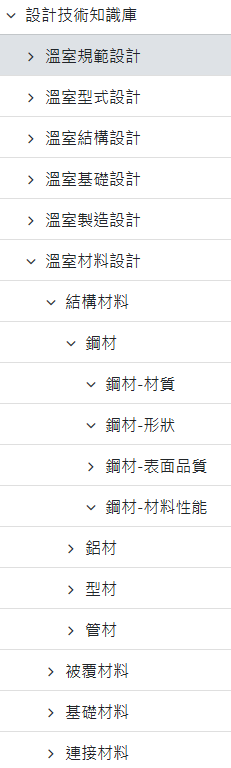 設計技術知識庫
溫室規範設計
溫室型式設計
溫室結構設計
溫室基礎設計
溫室製造設計
溫室材料設計
結構材料
鋼材
鋼材-材質
鋼材-形狀
鋼材-表面品質
鋼材-材料性能
鋁材
型材
管材
被覆材料
基礎材料
連接材料